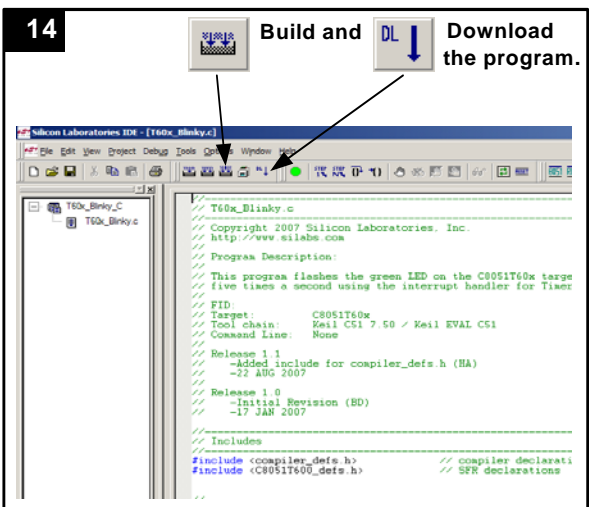 14
Build and
DL
Download
the program.
Silicon Laboratories IDE - [T60x_Blinky.c]
File Edit View Project Debug Tools Options Window Help
T60x_Blinky_C
T60x_Blinky.c
//
// T60x_Blinky.c
//
// Copyright 2007 Silicon Laboratories, Inc.
// http://www.silabs.com
//
// Program Description:
//
// This program flashes the green LED on the C8051T60x targe
// five times a second using the interrupt handler for Timer
//
// FID:
// Target: C8051T60x
// Tool chain: Keil C51 7.50 / Keil EVAL C51
// Command Line: None
//
// Release 1.1
// -Added include for compiler_defs.h (HA)
// -22 AUG 2007
//
// Release 1.0
// -Initial Revision (BD)
// -17 JAN 2007
//
//
// Includes
//
#include <compiler_defs.h> // compiler declarati
#include <C8051T600_defs.h> // SFR declarations
//